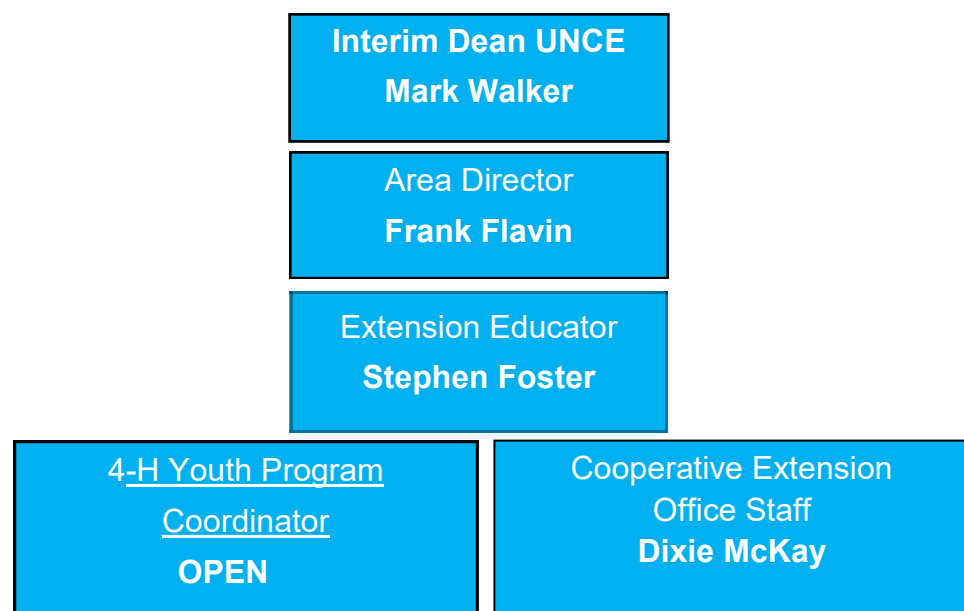 Interim Dean UNCE
Mark Walker
Area Director
Frank Flavin
Extension Educator
Stephen Foster
4-H Youth Program
Coordinator
OPEN
Cooperative Extension
Office Staff
Dixie McKay